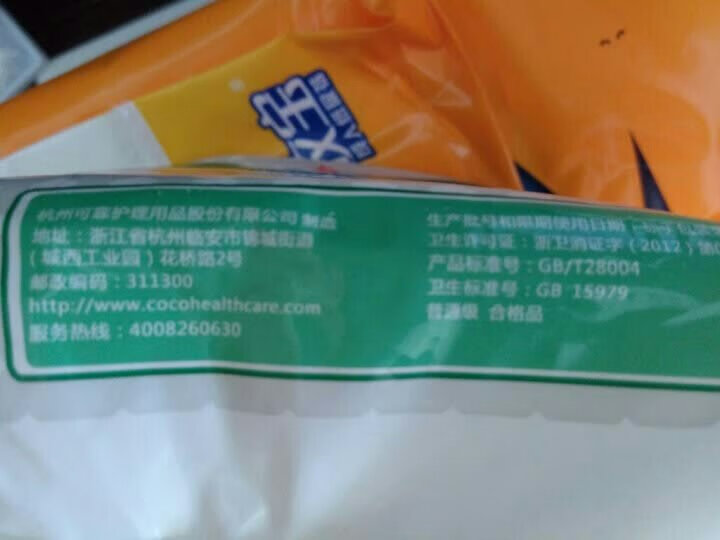 杭州可靠护理用品股份有限公司 制造
地址：浙江省杭州临安市锦城街道
（城西工业园）花桥路2号
邮政编码：311300
http://www.cocohealthcare.com
服务热线：4008260630
生产批号和限期使用日期
卫生许可证：浙卫消证字（2012）第
产品标准号：GB/T28004
卫生标准号：GB 15979
普通级 合格品
宝